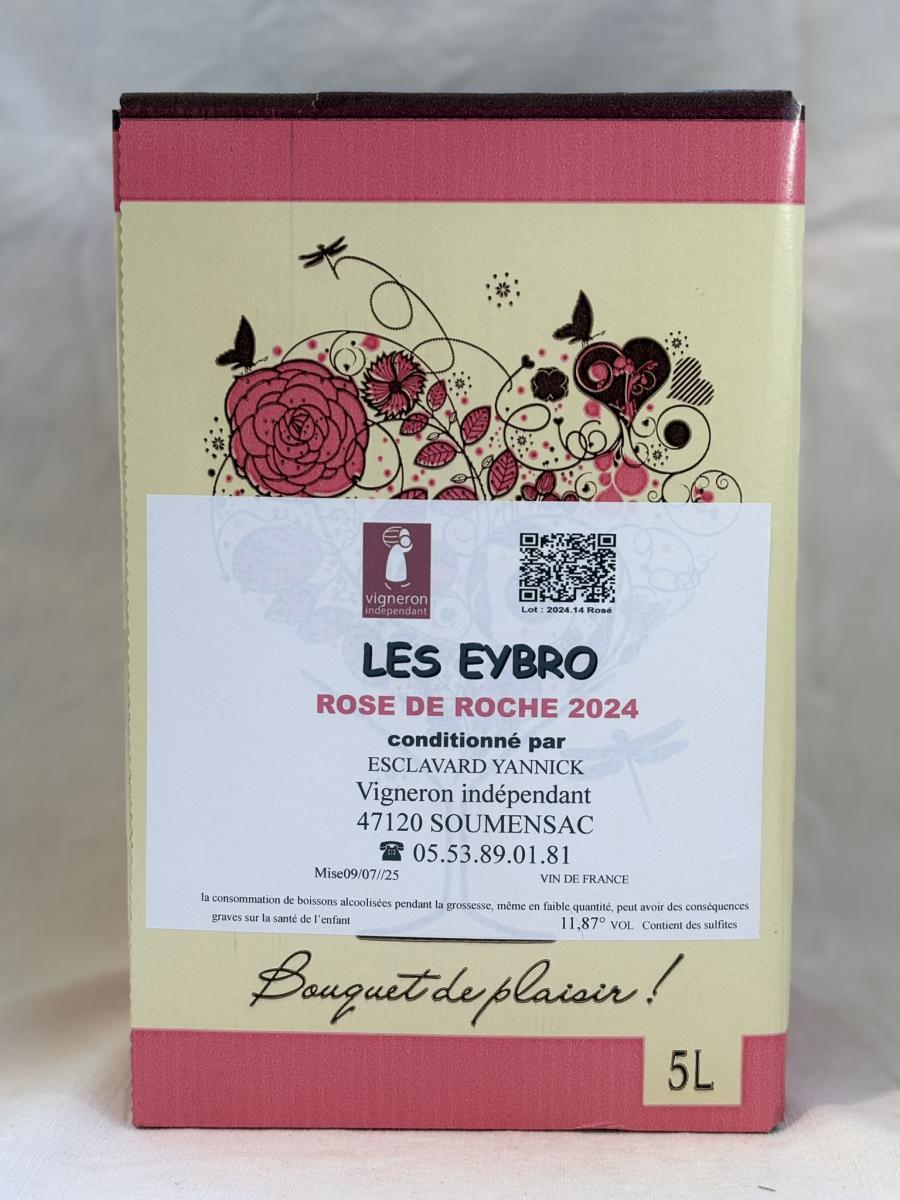 vigneron
indépendant
Lot : 2024.14 Rosé
LES EYBRO
ROSE DE ROCHE 2024
conditionné par
ESCLAVARD YANNICK
Vigneron indépendant
47120 SOUMENSAC
☎ 05.53.89.01.81
Mise09/07//25 VIN DE FRANCE
la consommation de boissons alcoolisées pendant la grossesse, même en faible quantité, peut avoir des conséquences
graves sur la santé de l’enfant 11,87° VOL Contient des sulfites
Bouquet de plaisir !
5L